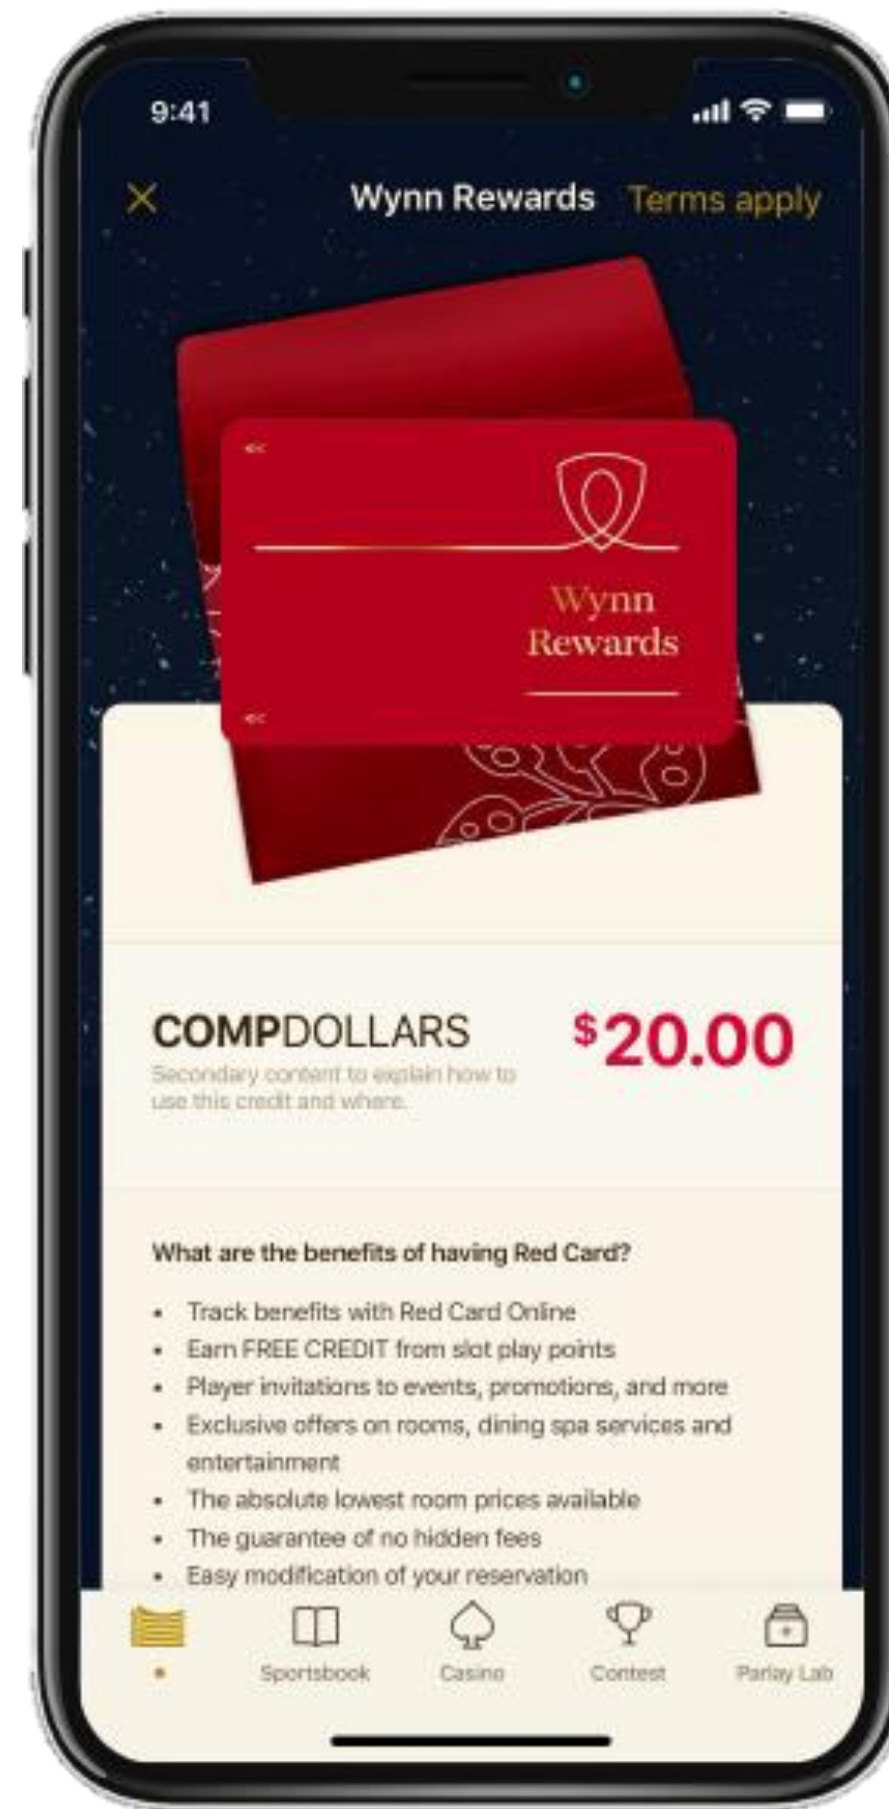 9:41
Wynn Rewards
Terms apply
Wynn
Rewards
COMPDOLLARS
$20.00
Secondary content to explain how to
use this credit and where.
What are the benefits of having Red Card?
• Track benefits with Red Card Online
• Earn FREE CREDIT from slot play points
• Player invitations to events, promotions, and more
• Exclusive offers on rooms, dining spa services and
entertainment
• The absolute lowest room prices available
• The guarantee of no hidden fees
• Easy modification of your reservation
Sportsbook
Casino
Contest
Parlay Lab